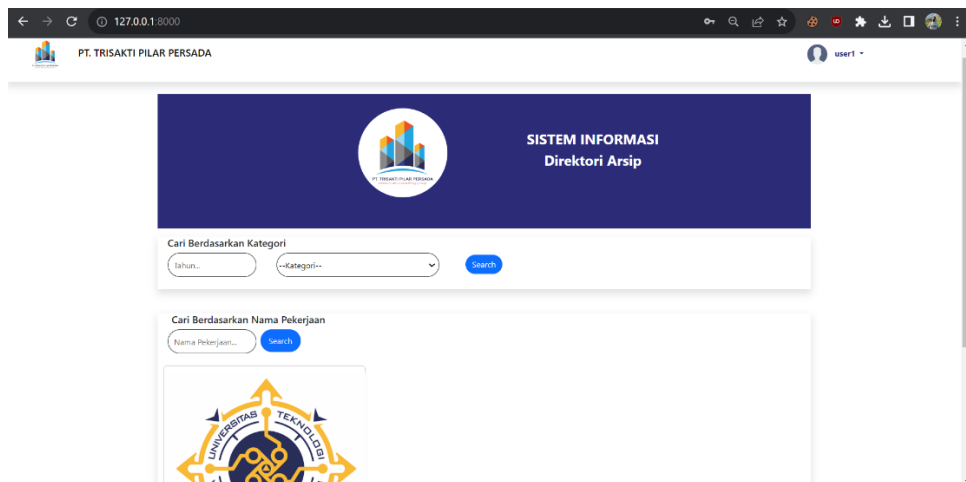 127.0.0.1:8000
PT. TRISAKTI PILAR PERSADA
user1
SISTEM INFORMASI
Direktori Arsip
PT. TRISAKTI PILAR PERSADA
Cari Berdasarkan Kategori
Tahun...
--Kategori--
Search
Cari Berdasarkan Nama Pekerjaan
Nama Pekerjaan...
Search
UNIVERSITAS TEKNOLOGI